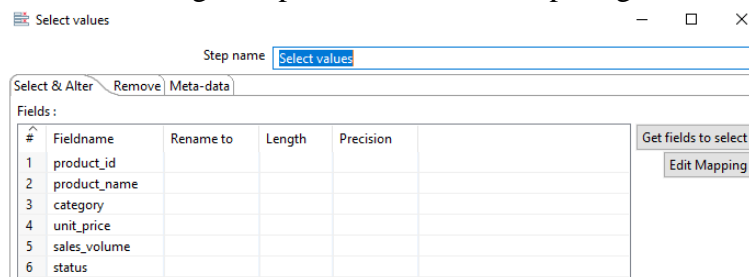 Select values
Step name Select values
Select & Alter Remove Meta-data
Fields :
# Fieldname Rename to Length Precision
Get fields to select
1 product_id
Edit Mapping
2 product_name
3 category
4 unit_price
5 sales_volume
6 status